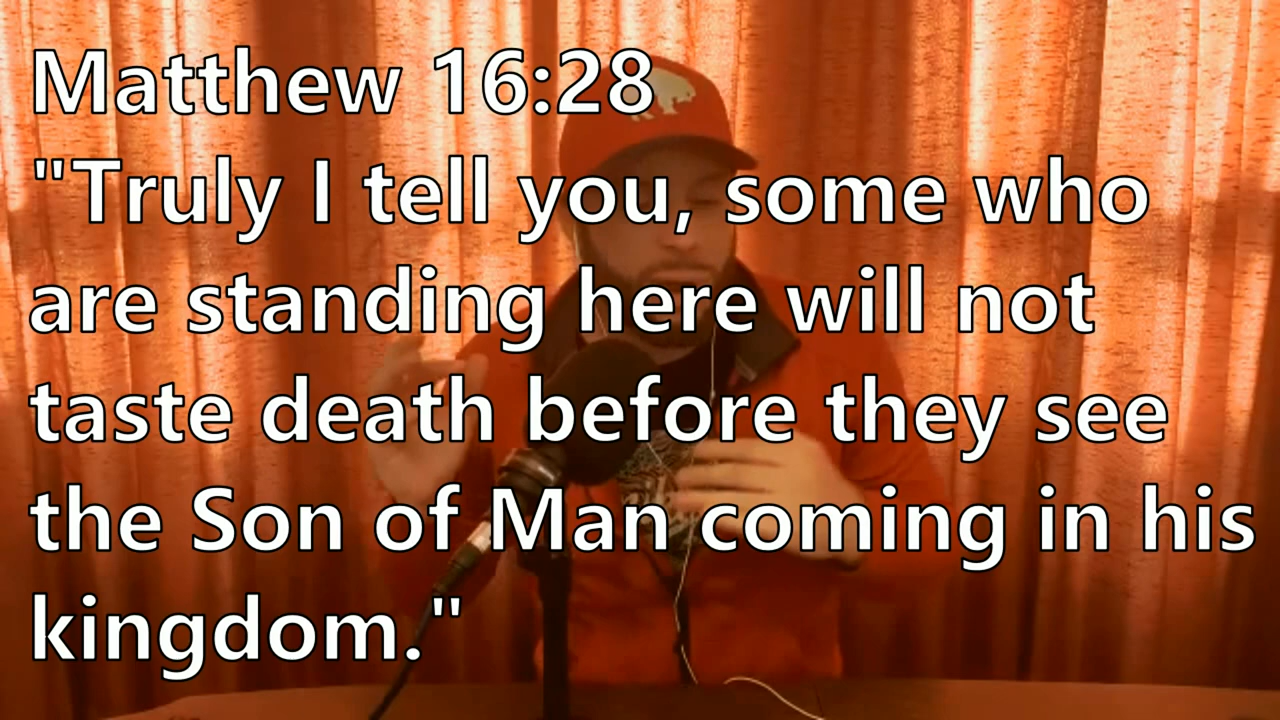 Matthew 16:28
"Truly I tell you, some who
are standing here will not
taste death before they see
the Son of Man coming in his
kingdom."